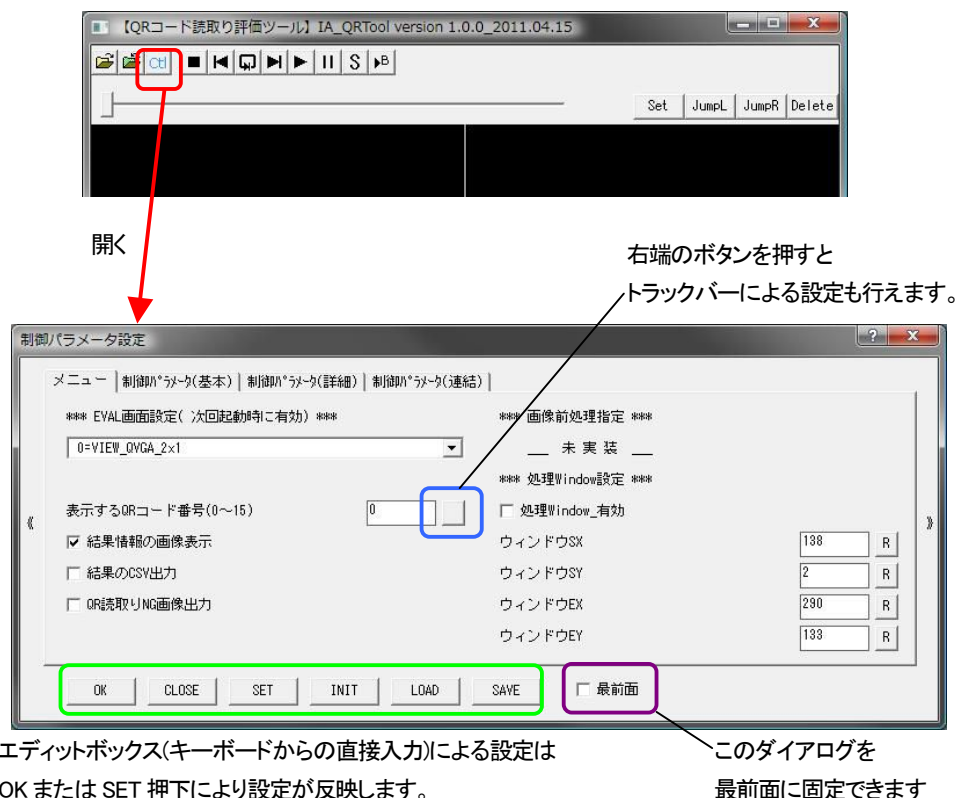 【QRコード読取り評価ツール】IA_QRTool version 1.0.0_2011.04.15
Ctl
S
B
Set JumpL JumpR Delete
開く
右端のボタンを押すと
トラックバーによる設定も行えます。
制御パラメータ設定
メニュー 制御ﾊﾟﾗﾒｰﾀ(基本) 制御ﾊﾟﾗﾒｰﾀ(詳細) 制御ﾊﾟﾗﾒｰﾀ(連結)
*** EVAL画面設定( 次回起動時に有効) ***
0=VIEW_QVGA_2x1
表示するQRコード番号(0～15) 0
結果情報の画像表示
結果のCSV出力
QR読取りNG画像出力
*** 画像前処理指定 ***
__ 未 実 装 __
*** 処理Window設定 ***
処理Window_有効
ウィンドウSX 138 R
ウィンドウSY 2 R
ウィンドウEX 290 R
ウィンドウEY 133 R
《 》
OK CLOSE SET INIT LOAD SAVE 最前面
エディットボックス(キーボードからの直接入力)による設定は
OK または SET 押下により設定が反映します。
このダイアログを
最前面に固定できます